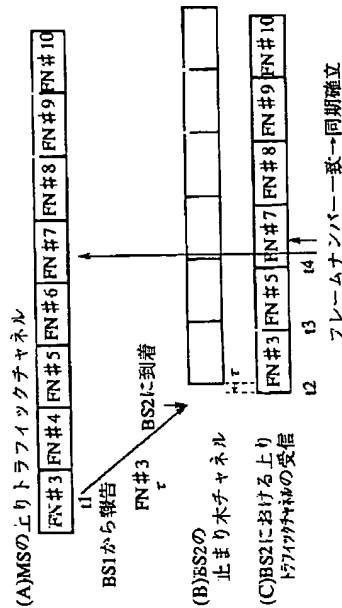 (A)MSの上りトラフィックチャネル
FN#3 FN#4 FN#5 FN#6 FN#7 FN#8 FN#9 FN#10
t1
BS1から報告
FN#3
τ
BS2に到着
(B)BS2の
止まり木チャネル
τ
(C)BS2における上り
トラフィックチャネルの受信
FN#3 FN#5 FN#7 FN#8 FN#9 FN#10
t2 t3 t4
フレームナンバー一致→同期確立